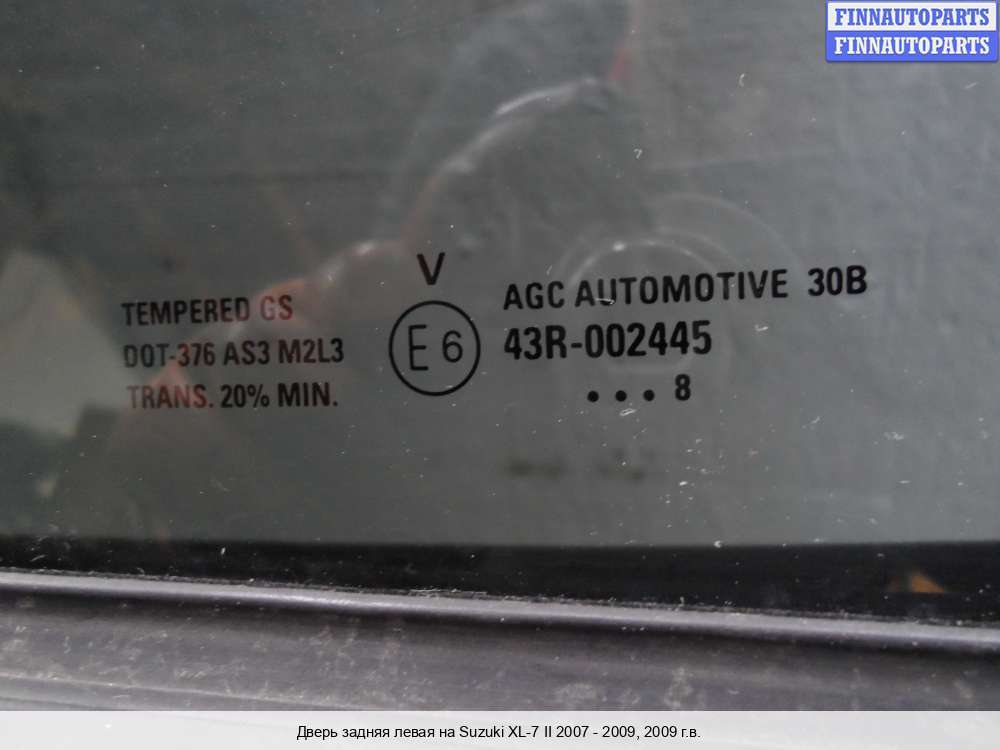 FINNAUTOPARTS
FINNAUTOPARTS
V
TEMPERED GS
DOT-376 AS3 M2L3
TRANS. 20% MIN.
E6
AGC AUTOMOTIVE 30B
43R-002445
... 8
Дверь задняя левая на Suzuki XL-7 II 2007 - 2009, 2009 г.в.